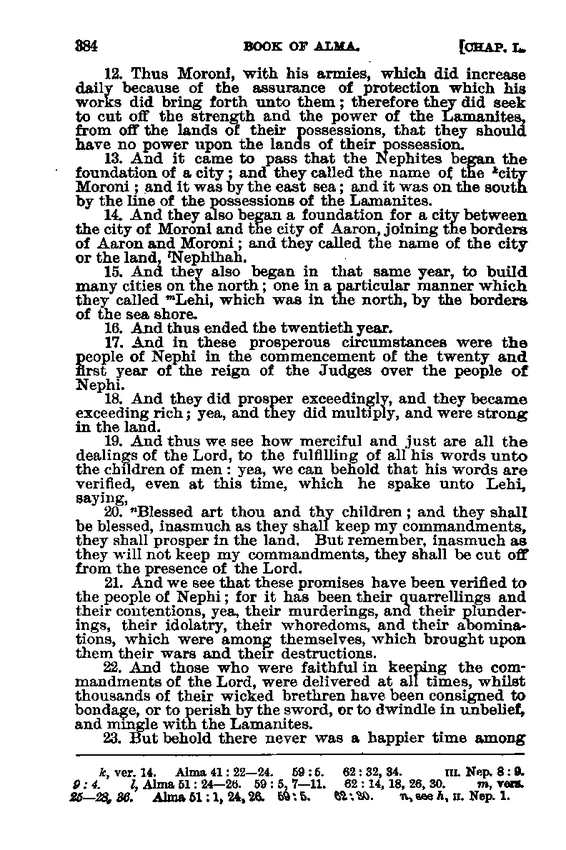 384 BOOK OF ALMA. [CHAP. L.
12. Thus Moroni, with his armies, which did increase
daily because of the assurance of protection which his
works did bring forth unto them; therefore they did seek
to cut off the strength and the power of the Lamanites,
from off the lands of their possessions, that they should
have no power upon the lands of their possession.
13. And it came to pass that the Nephites began the
foundation of a city; and they called the name of the kcity
Moroni; and it was by the east sea; and it was on the south
by the line of the possessions of the Lamanites.
14. And they also began a foundation for a city between
the city of Moroni and the city of Aaron, joining the borders
of Aaron and Moroni; and they called the name of the city
or the land, lNephihah.
15. And they also began in that same year, to build
many cities on the north; one in a particular manner which
they called mLehi, which was in the north, by the borders
of the sea shore.
16. And thus ended the twentieth year.
17. And in these prosperous circumstances were the
people of Nephi in the commencement of the twenty and
first year of the reign of the Judges over the people of
Nephi.
18. And they did prosper exceedingly, and they became
exceeding rich; yea, and they did multiply, and were strong
in the land.
19. And thus we see how merciful and just are all the
dealings of the Lord, to the fulfilling of all his words unto
the children of men: yea, we can behold that his words are
verified, even at this time, which he spake unto Lehi,
saying,
20. nBlessed art thou and thy children; and they shall
be blessed, inasmuch as they shall keep my commandments,
they shall prosper in the land. But remember, inasmuch as
they will not keep my commandments, they shall be cut off
from the presence of the Lord.
21. And we see that these promises have been verified to
the people of Nephi; for it has been their quarrellings and
their contentions, yea, their murderings, and their plunder-
ings, their idolatry, their whoredoms, and their abomina-
tions, which were among themselves, which brought upon
them their wars and their destructions.
22. And those who were faithful in keeping the com-
mandments of the Lord, were delivered at all times, whilst
thousands of their wicked brethren have been consigned to
bondage, or to perish by the sword, or to dwindle in unbelief,
and mingle with the Lamanites.
23. But behold there never was a happier time among
k, ver. 14. Alma 41: 22—24. 59: 5. 62: 32, 34. III. Nep. 8: 9.
9: 4. l, Alma 51: 24—26. 59: 5, 7—11. 62: 14, 18, 26, 30. m, vers.
25—28, 36. Alma 51: 1, 24, 26. 59: 5. 62: 30. n, see h, II. Nep. 1.